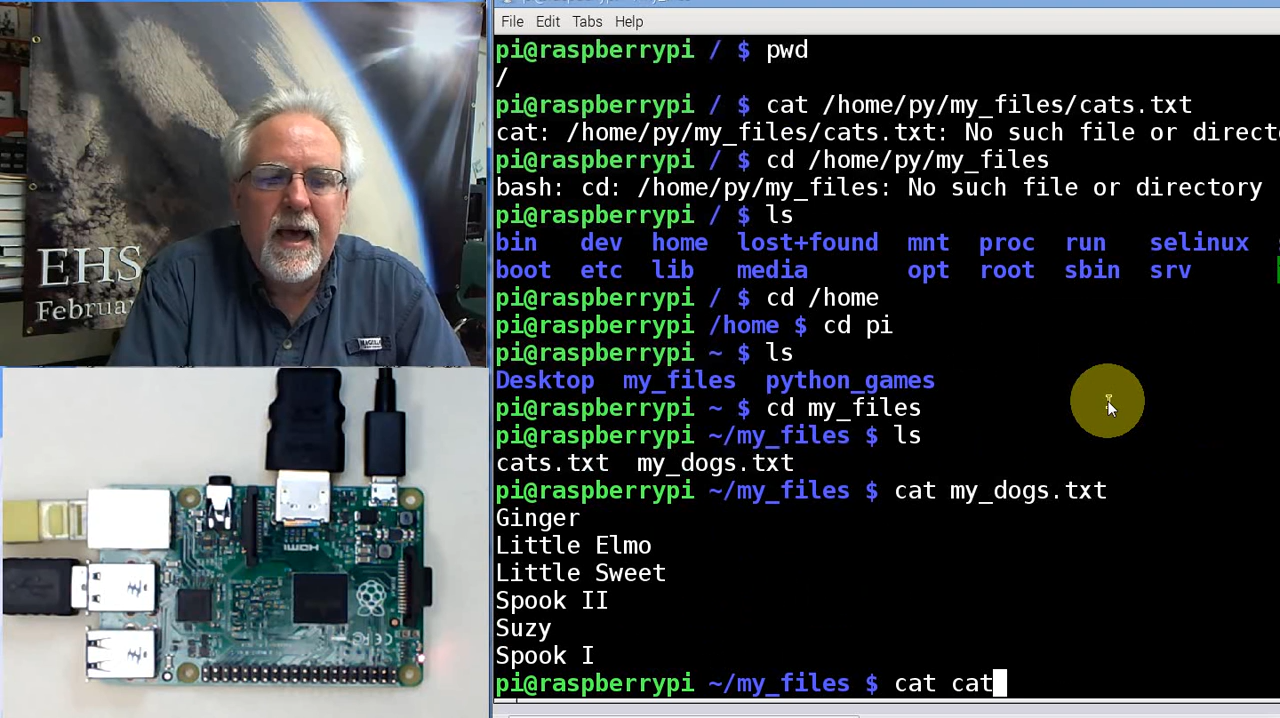 EHS
Februa
HDMI
File Edit Tabs Help
pi@raspberrypi / $ pwd
/
pi@raspberrypi / $ cat /home/py/my_files/cats.txt
cat: /home/py/my_files/cats.txt: No such file or direct
pi@raspberrypi / $ cd /home/py/my_files
bash: cd: /home/py/my_files: No such file or directory
pi@raspberrypi / $ ls
bin dev home lost+found mnt proc run selinux
boot etc lib media opt root sbin srv
pi@raspberrypi / $ cd /home
pi@raspberrypi /home $ cd pi
pi@raspberrypi ~ $ ls
Desktop my_files python_games
pi@raspberrypi ~ $ cd my_files
pi@raspberrypi ~/my_files $ ls
cats.txt my_dogs.txt
pi@raspberrypi ~/my_files $ cat my_dogs.txt
Ginger
Little Elmo
Little Sweet
Spook II
Suzy
Spook I
pi@raspberrypi ~/my_files $ cat cat